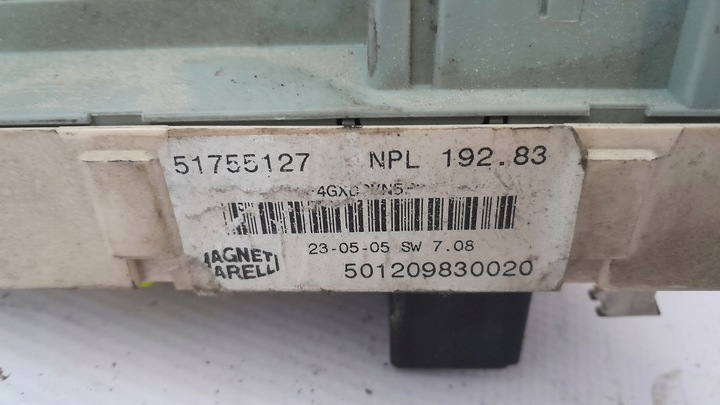 51755127 NPL 192.83
23-05-05 SW 7.08
MAGNETI
MARELLI
501209830020